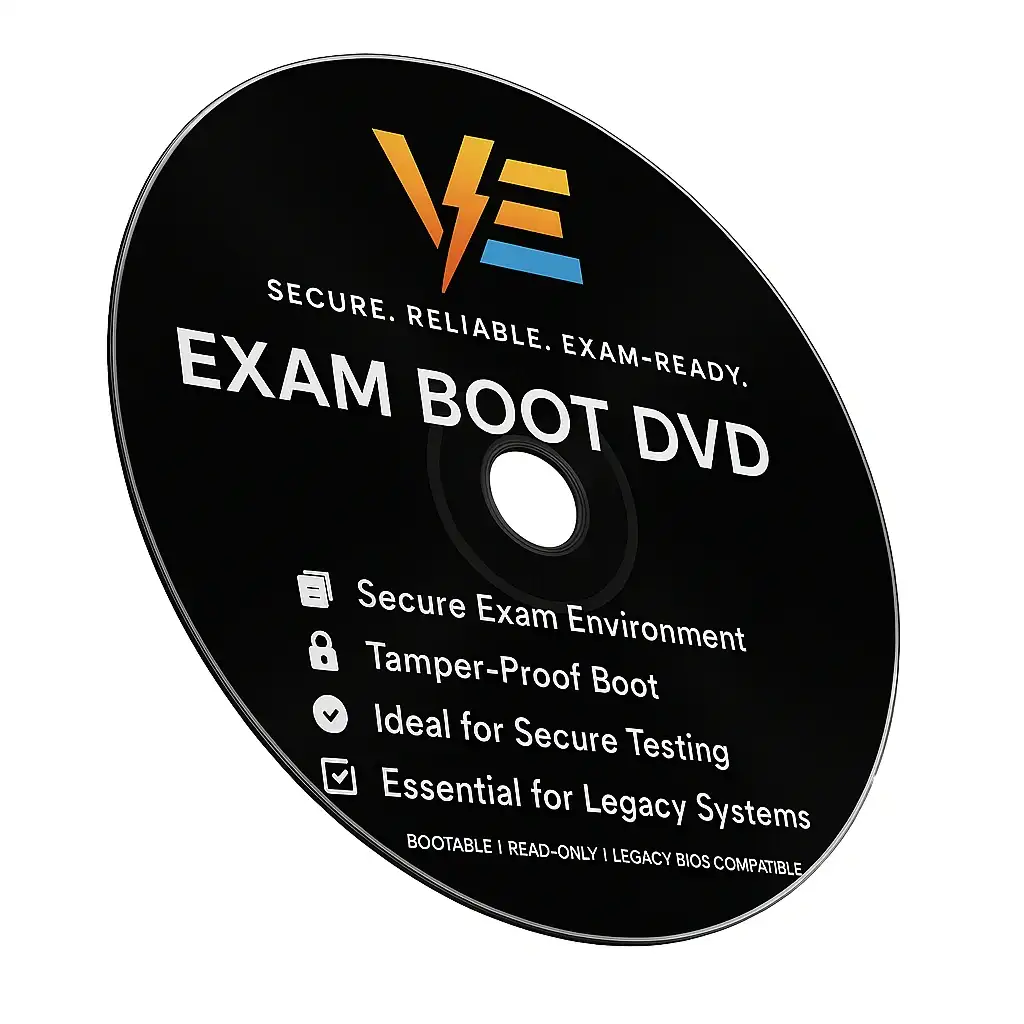 VE
SECURE. RELIABLE. EXAM-READY.
EXAM BOOT DVD
Secure Exam Environment
Tamper-Proof Boot
Ideal for Secure Testing
Essential for Legacy Systems
BOOTABLE | READ-ONLY | LEGACY BIOS COMPATIBLE